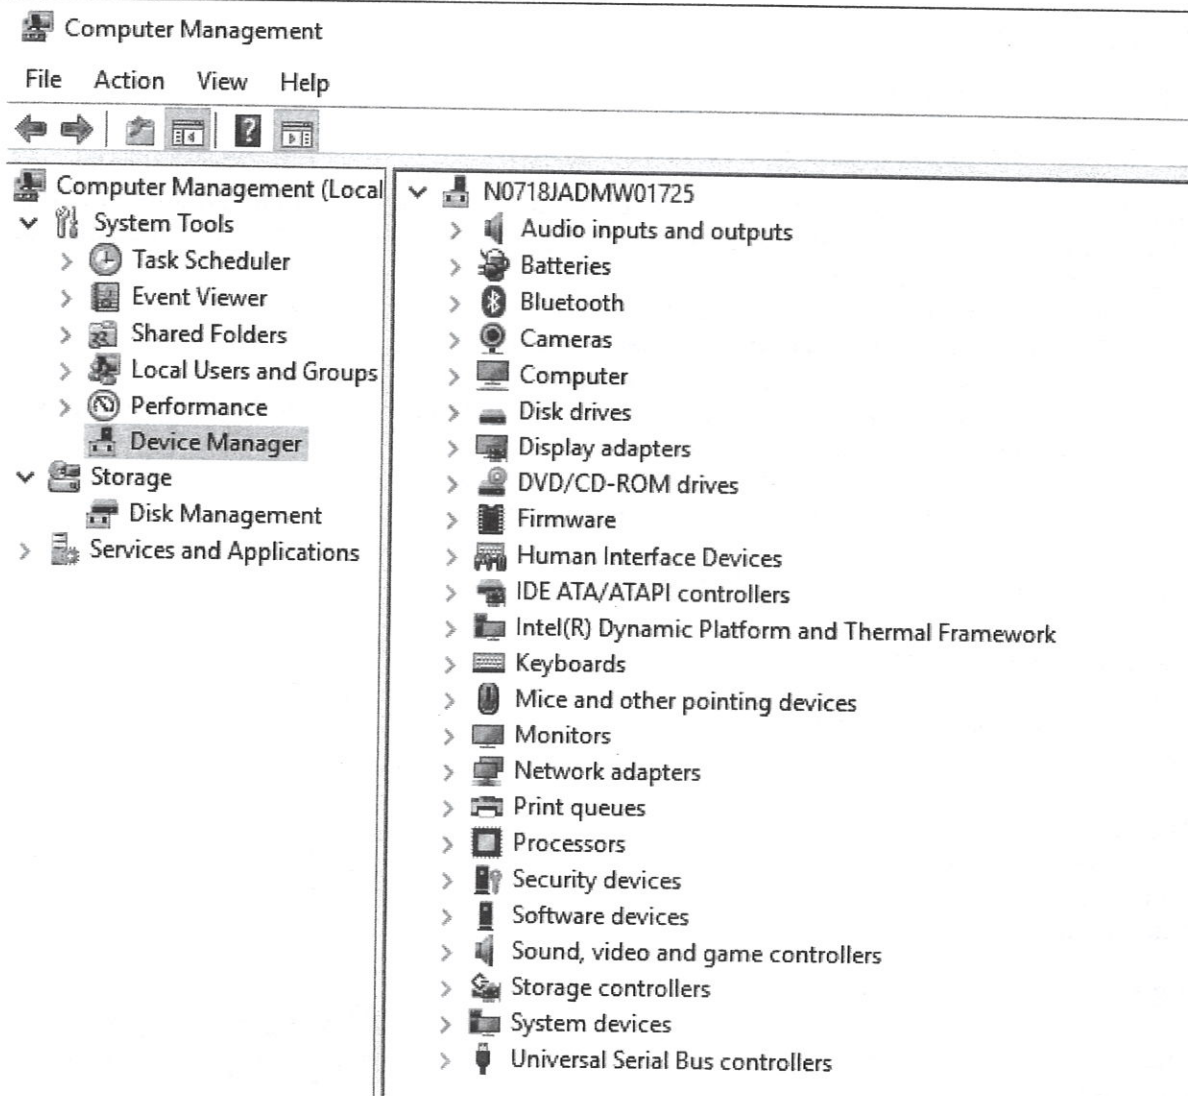 Computer Management
File Action View Help
Computer Management (Local
System Tools
Task Scheduler
Event Viewer
Shared Folders
Local Users and Groups
Performance
Device Manager
Storage
Disk Management
Services and Applications
N0718JADMW01725
Audio inputs and outputs
Batteries
Bluetooth
Cameras
Computer
Disk drives
Display adapters
DVD/CD-ROM drives
Firmware
Human Interface Devices
IDE ATA/ATAPI controllers
Intel(R) Dynamic Platform and Thermal Framework
Keyboards
Mice and other pointing devices
Monitors
Network adapters
Print queues
Processors
Security devices
Software devices
Sound, video and game controllers
Storage controllers
System devices
Universal Serial Bus controllers